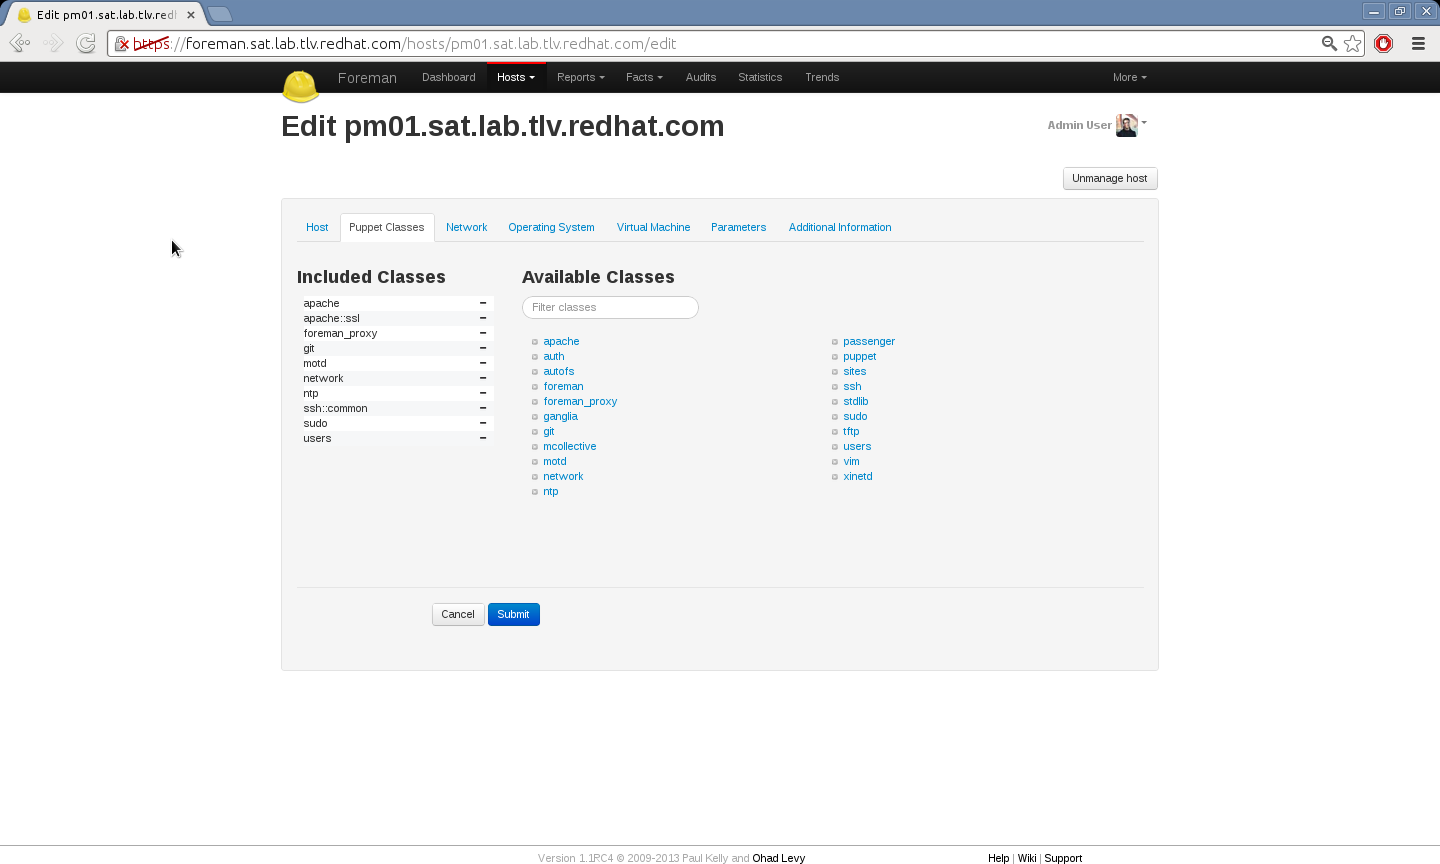 Edit pm01.sat.lab.tlv.redh
https://foreman.sat.lab.tlv.redhat.com/hosts/pm01.sat.lab.tlv.redhat.com/edit
Foreman Dashboard Hosts Reports Facts Audits Statistics Trends More
Edit pm01.sat.lab.tlv.redhat.com
Admin User
Unmanage host
Host Puppet Classes Network Operating System Virtual Machine Parameters Additional Information
Included Classes
apache
apache::ssl
foreman_proxy
git
motd
network
ntp
ssh::common
sudo
users
Available Classes
Filter classes
apache
auth
autofs
foreman
foreman_proxy
ganglia
git
mcollective
motd
network
ntp
passenger
puppet
sites
ssh
stdlib
sudo
tftp
users
vim
xinetd
Cancel Submit
Version 1.1RC4 © 2009-2013 Paul Kelly and Ohad Levy
Help | Wiki | Support